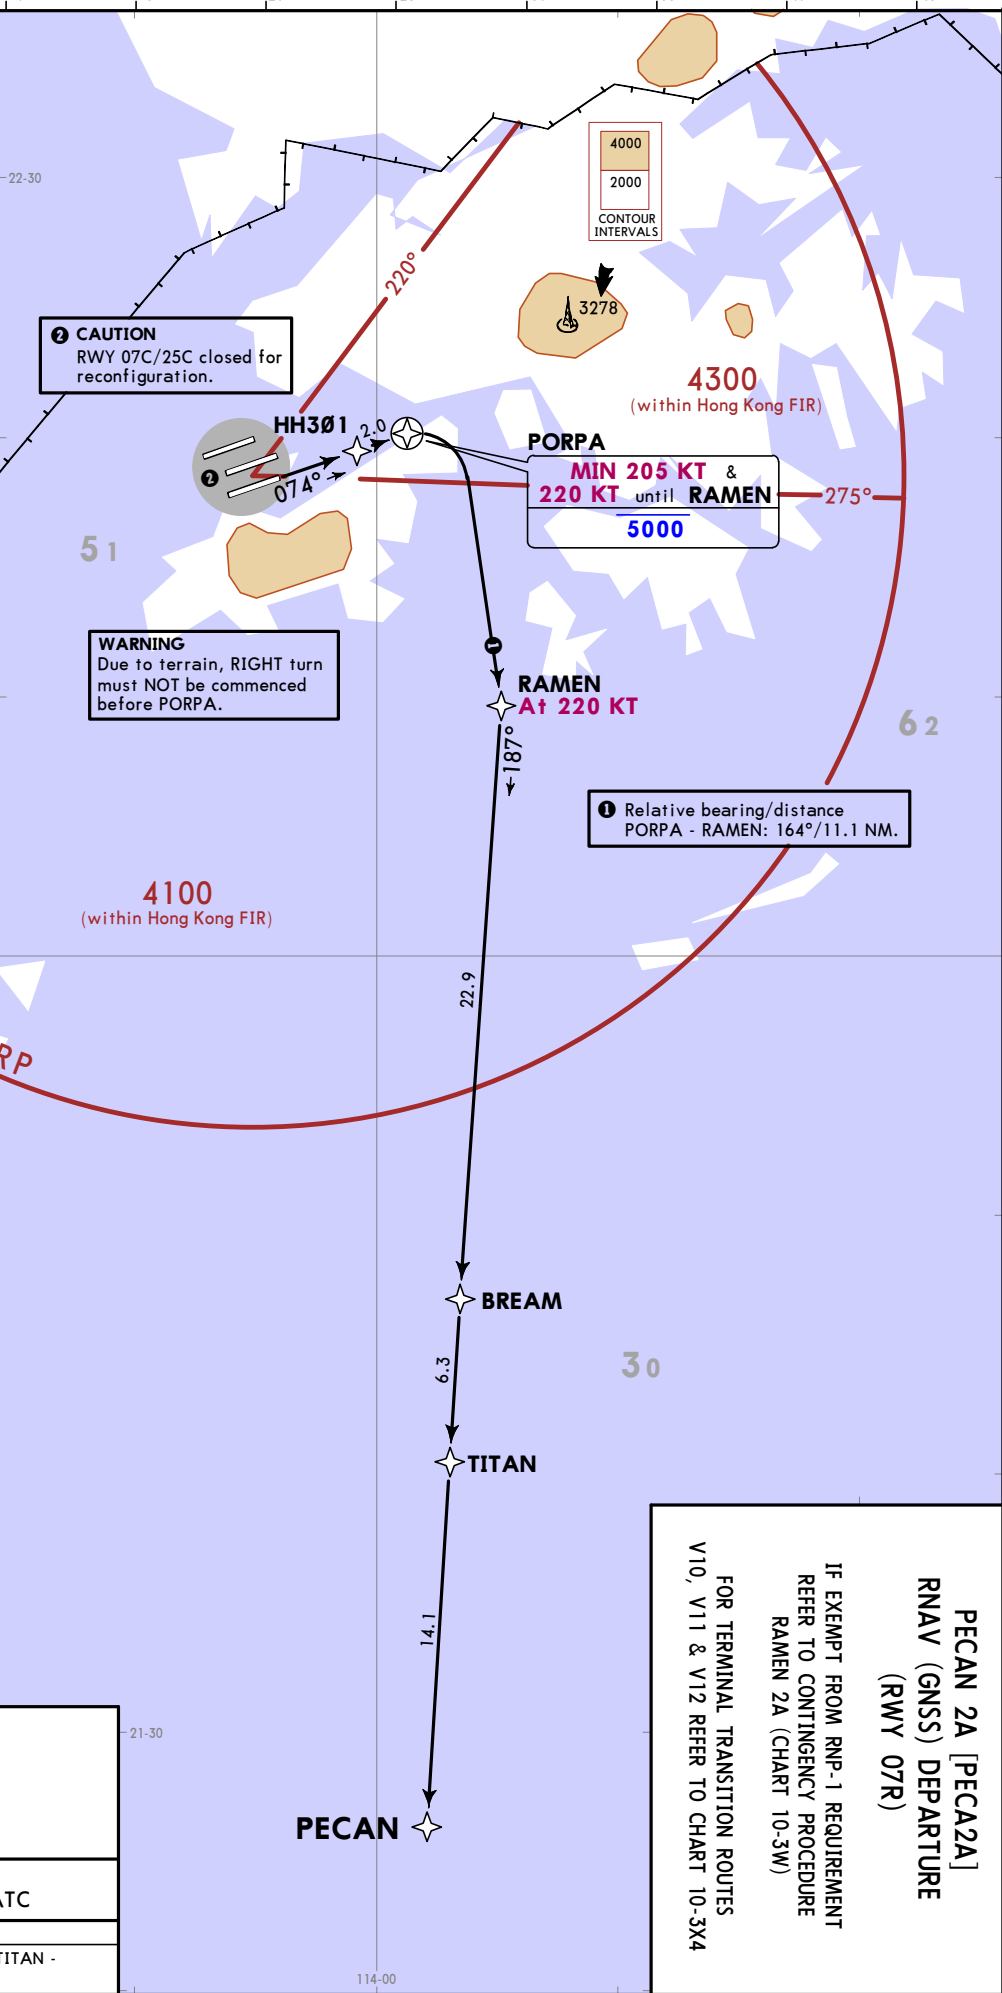 22-30
4000
2000
CONTOUR
INTERVALS
220°
3278
❷ CAUTION
RWY 07C/25C closed for
reconfiguration.
4300
(within Hong Kong FIR)
HH3Ø1
2.0
PORPA
MIN 205 KT &
220 KT until RAMEN
5000
275°
❷
074°
51
WARNING
Due to terrain, RIGHT turn
must NOT be commenced
before PORPA.
❶
RAMEN
At 220 KT
62
187°
❶ Relative bearing/distance
PORPA - RAMEN: 164°/11.1 NM.
4100
(within Hong Kong FIR)
22.9
RP
BREAM
30
6.3
TITAN
PECAN 2A [PECA2A]
RNAV (GNSS) DEPARTURE
(RWY 07R)
IF EXEMPT FROM RNP-1 REQUIREMENT
REFER TO CONTINGENCY PROCEDURE
RAMEN 2A (CHART 10-3W)
FOR TERMINAL TRANSITION ROUTES
V10, V11 & V12 REFER TO CHART 10-3X4
14.1
21-30
PECAN
ATC
TITAN -
114-00